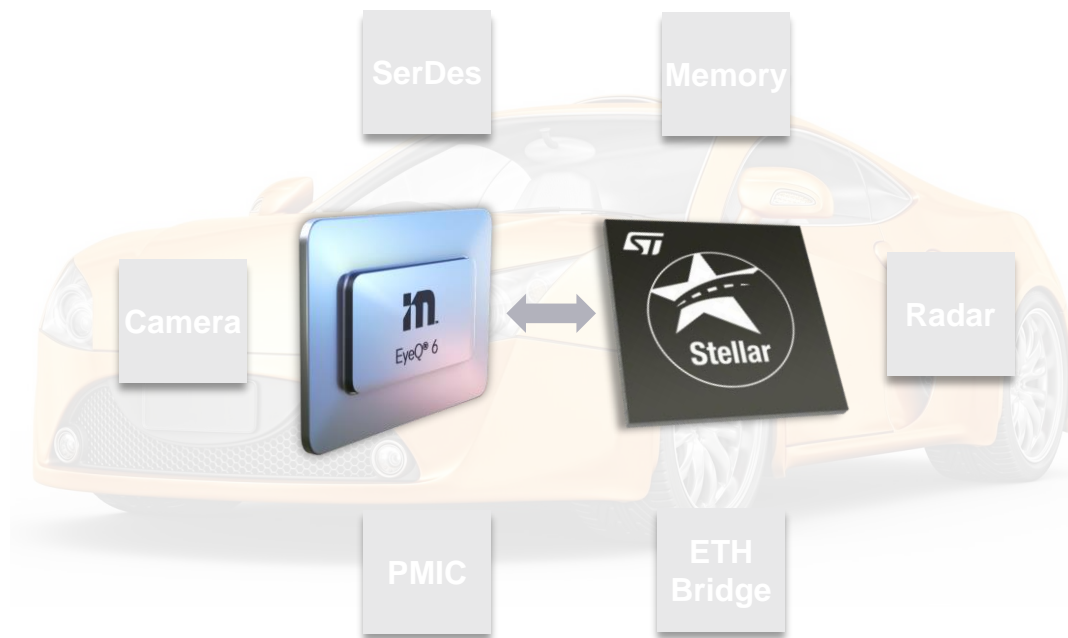 SerDes
Memory
Camera
m
EyeQ® 6
ST
Stellar
Radar
PMIC
ETH
Bridge